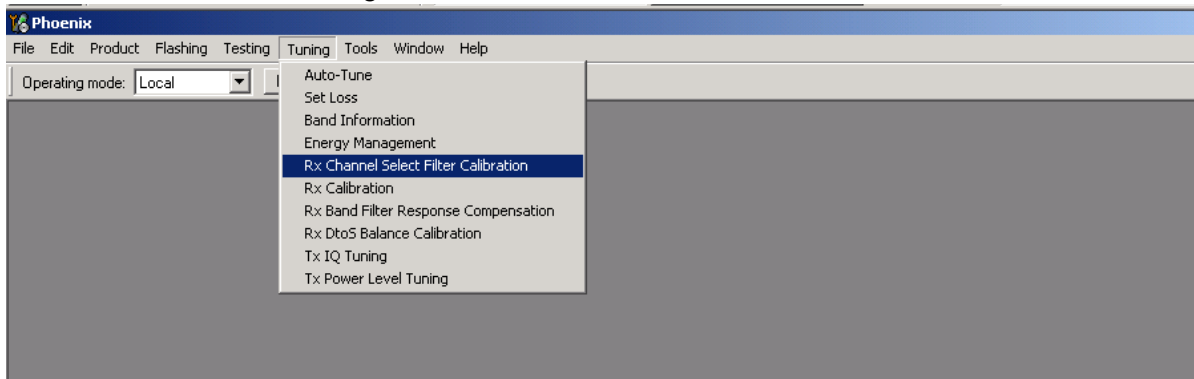 Phoenix
File Edit Product Flashing Testing Tuning Tools Window Help
Operating mode: Local
Auto-Tune
Set Loss
Band Information
Energy Management
Rx Channel Select Filter Calibration
Rx Calibration
Rx Band Filter Response Compensation
Rx DtoS Balance Calibration
Tx IQ Tuning
Tx Power Level Tuning